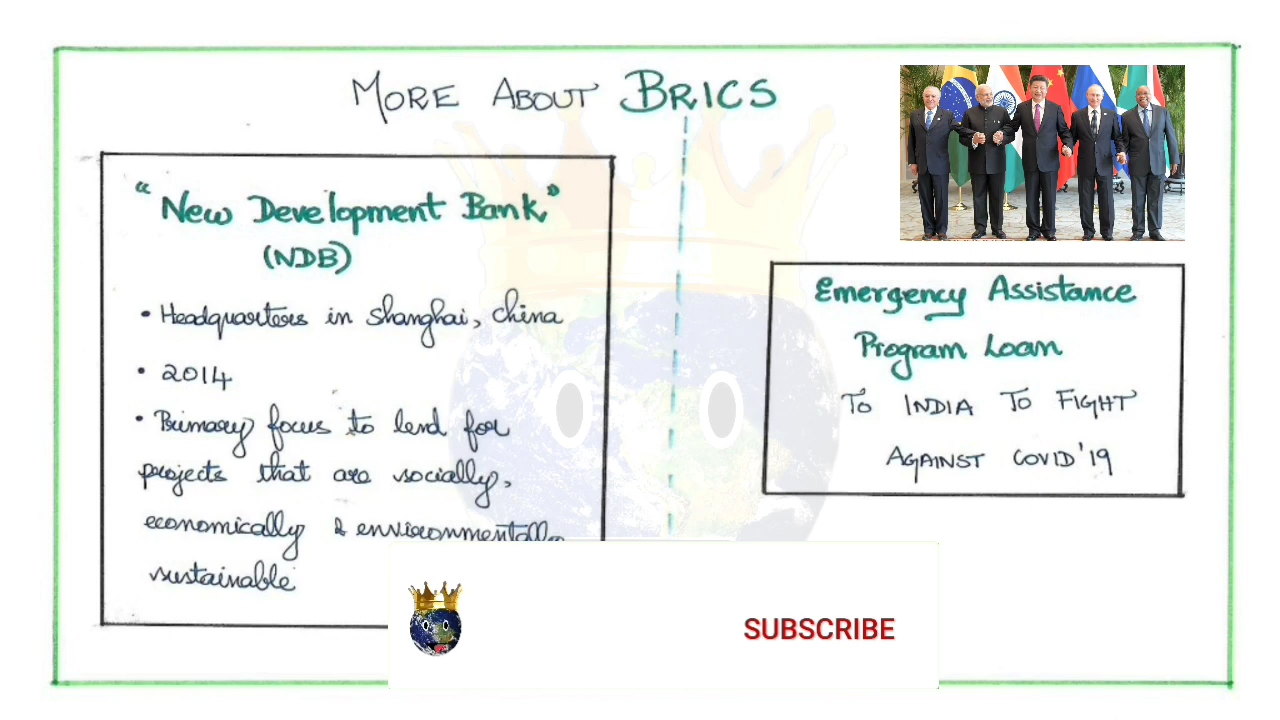 MORE ABOUT BRICS
"New Development Bank"
(NDB)
• Headquarters in Shanghai, China
• 2014
• Primary focus to lend for
projects that are socially,
economically & environmentally
sustainable
Emergency Assistance
Program Loan
TO INDIA TO FIGHT
AGAINST COVID'19
SUBSCRIBE